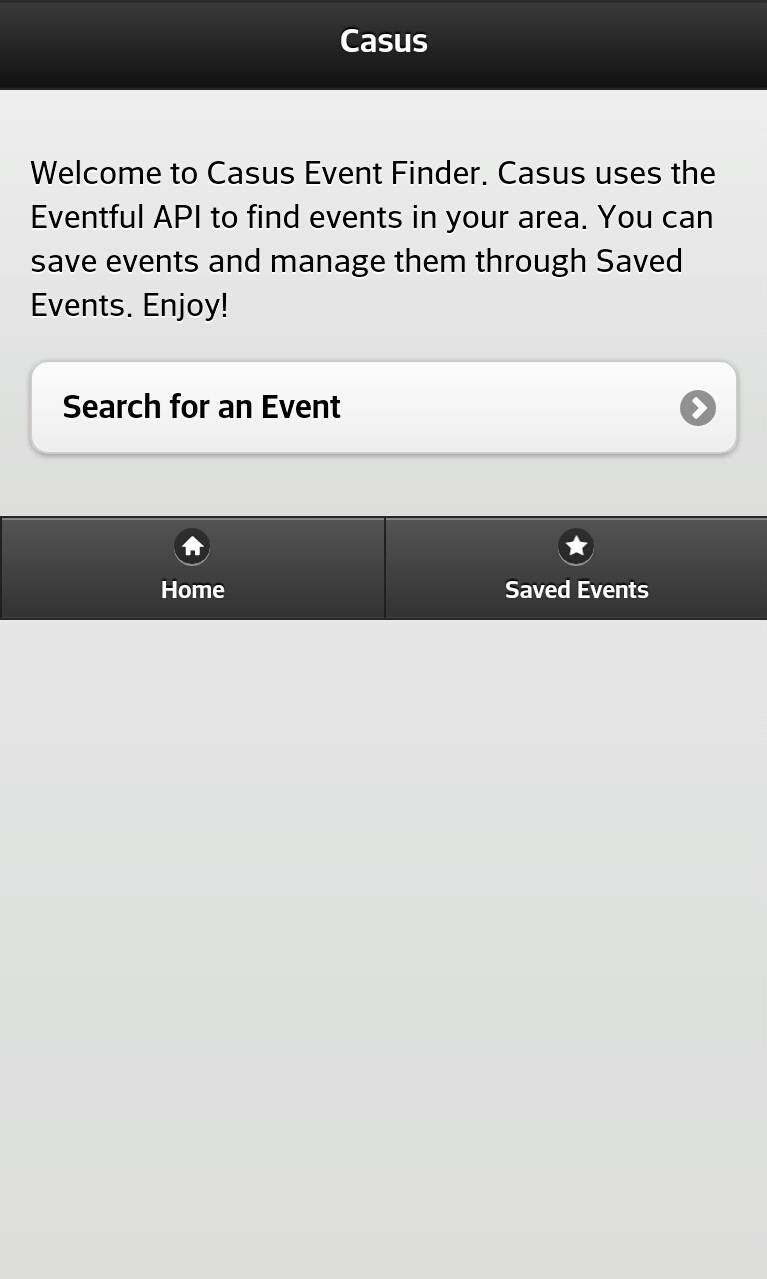 Casus
Welcome to Casus Event Finder. Casus uses the
Eventful API to find events in your area. You can
save events and manage them through Saved
Events. Enjoy!
Search for an Event
Home
Saved Events